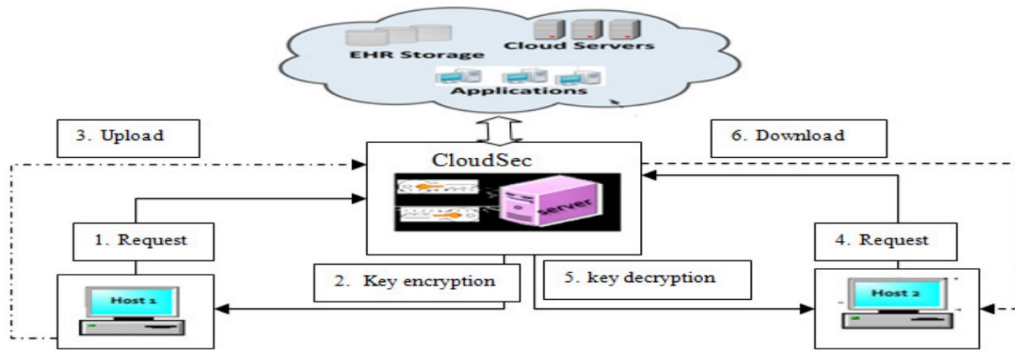 EHR Storage
Cloud Servers
Applications
3. Upload
6. Download
CloudSec
server
1. Request
4. Request
2. Key encryption
5. key decryption
Host 1
Host 2